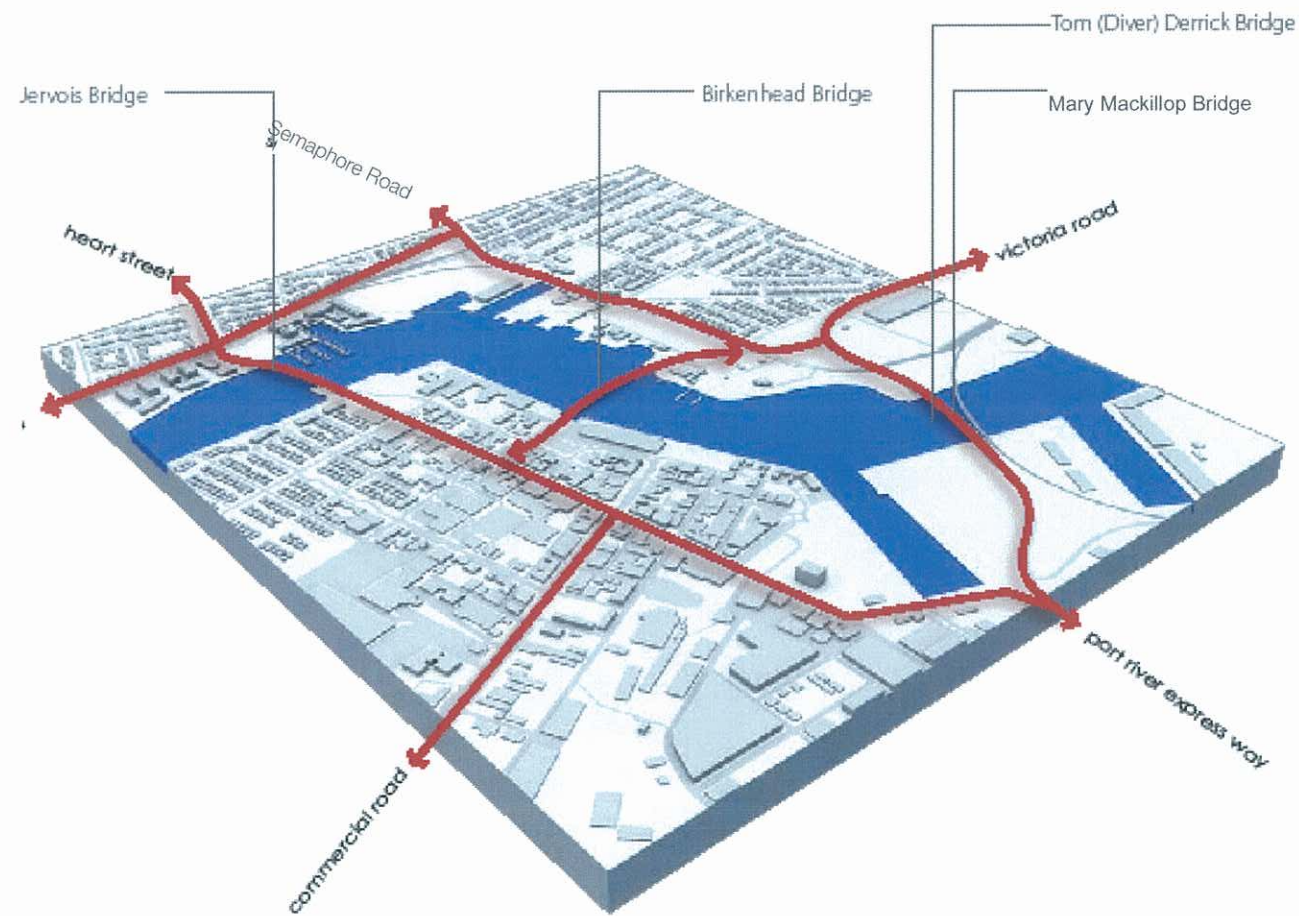 Tom (Diver) Derrick Bridge
Jervois Bridge
Birkenhead Bridge
Mary Mackillop Bridge
Semaphore Road
heart street
victoria road
port river express way
commercial road